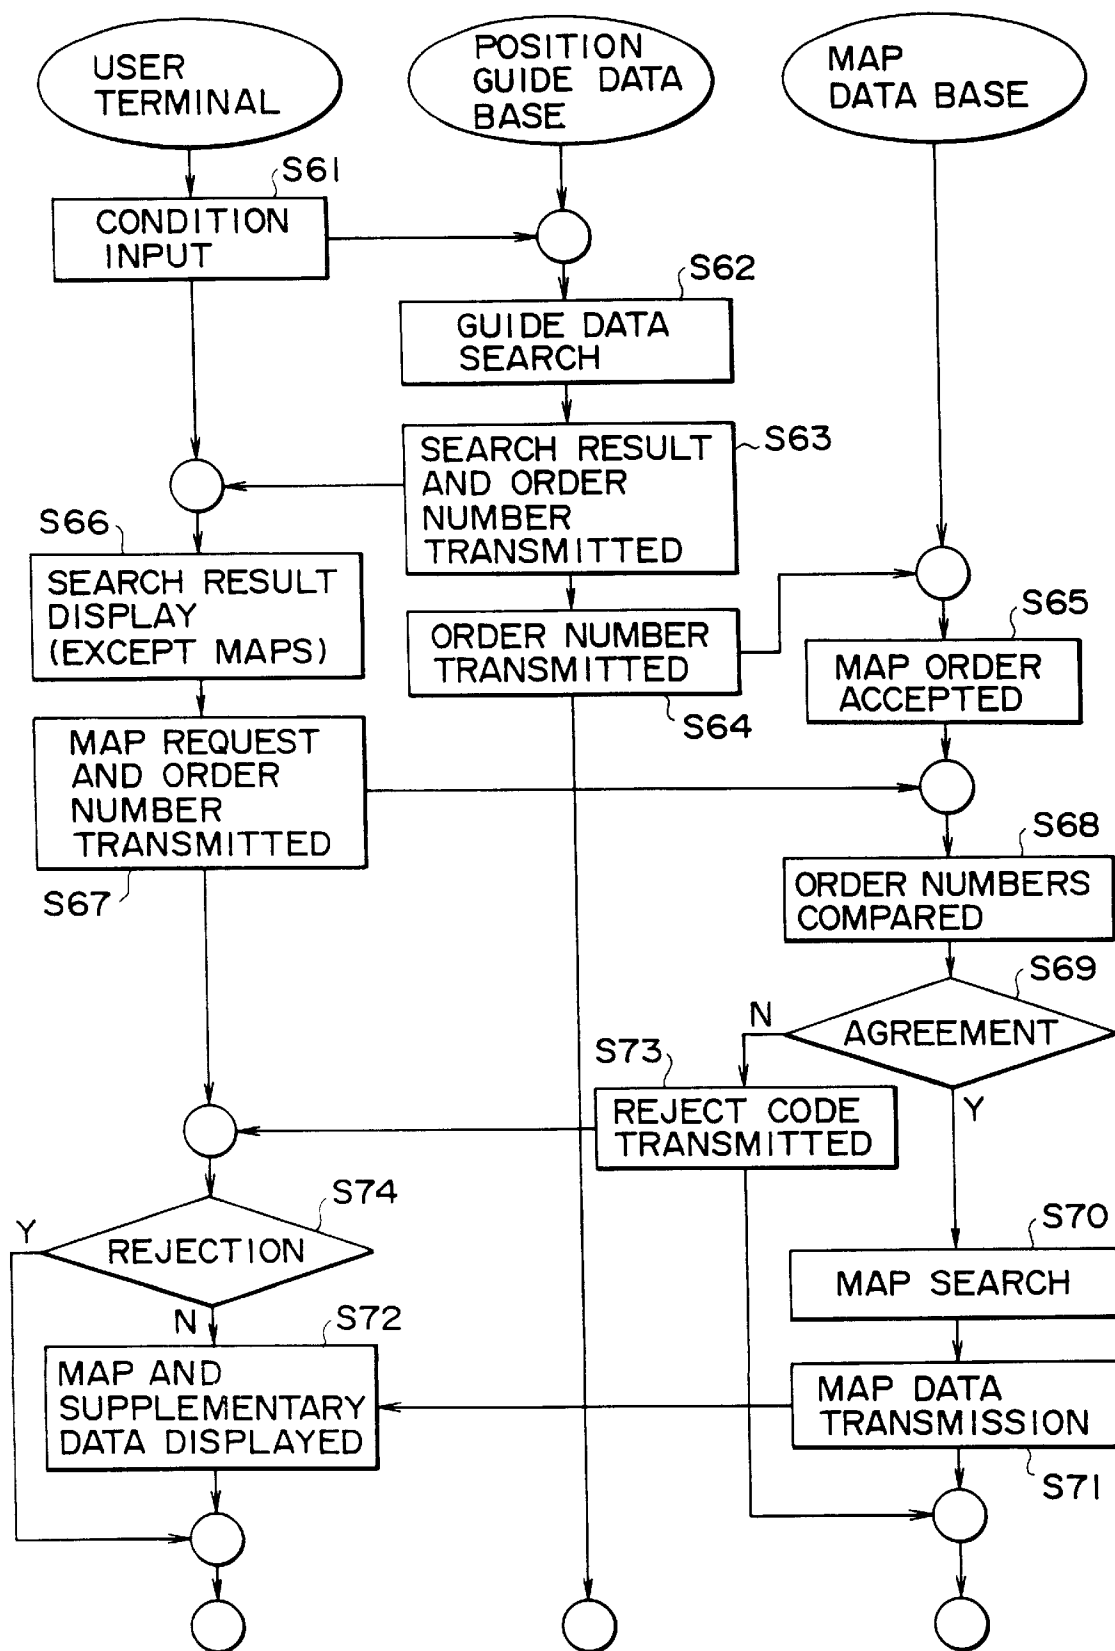 USER
TERMINAL
POSITION
GUIDE DATA
BASE
MAP
DATA BASE
S61
CONDITION
INPUT
S62
GUIDE DATA
SEARCH
S63
SEARCH RESULT
AND ORDER
NUMBER
TRANSMITTED
S66
SEARCH RESULT
DISPLAY
(EXCEPT MAPS)
ORDER NUMBER
TRANSMITTED
S64
S65
MAP ORDER
ACCEPTED
MAP REQUEST
AND ORDER
NUMBER
TRANSMITTED
S67
S68
ORDER NUMBERS
COMPARED
S69
AGREEMENT
N
Y
S73
REJECT CODE
TRANSMITTED
S74
REJECTION
Y
N
S70
MAP SEARCH
S72
MAP AND
SUPPLEMENTARY
DATA DISPLAYED
MAP DATA
TRANSMISSION
S71